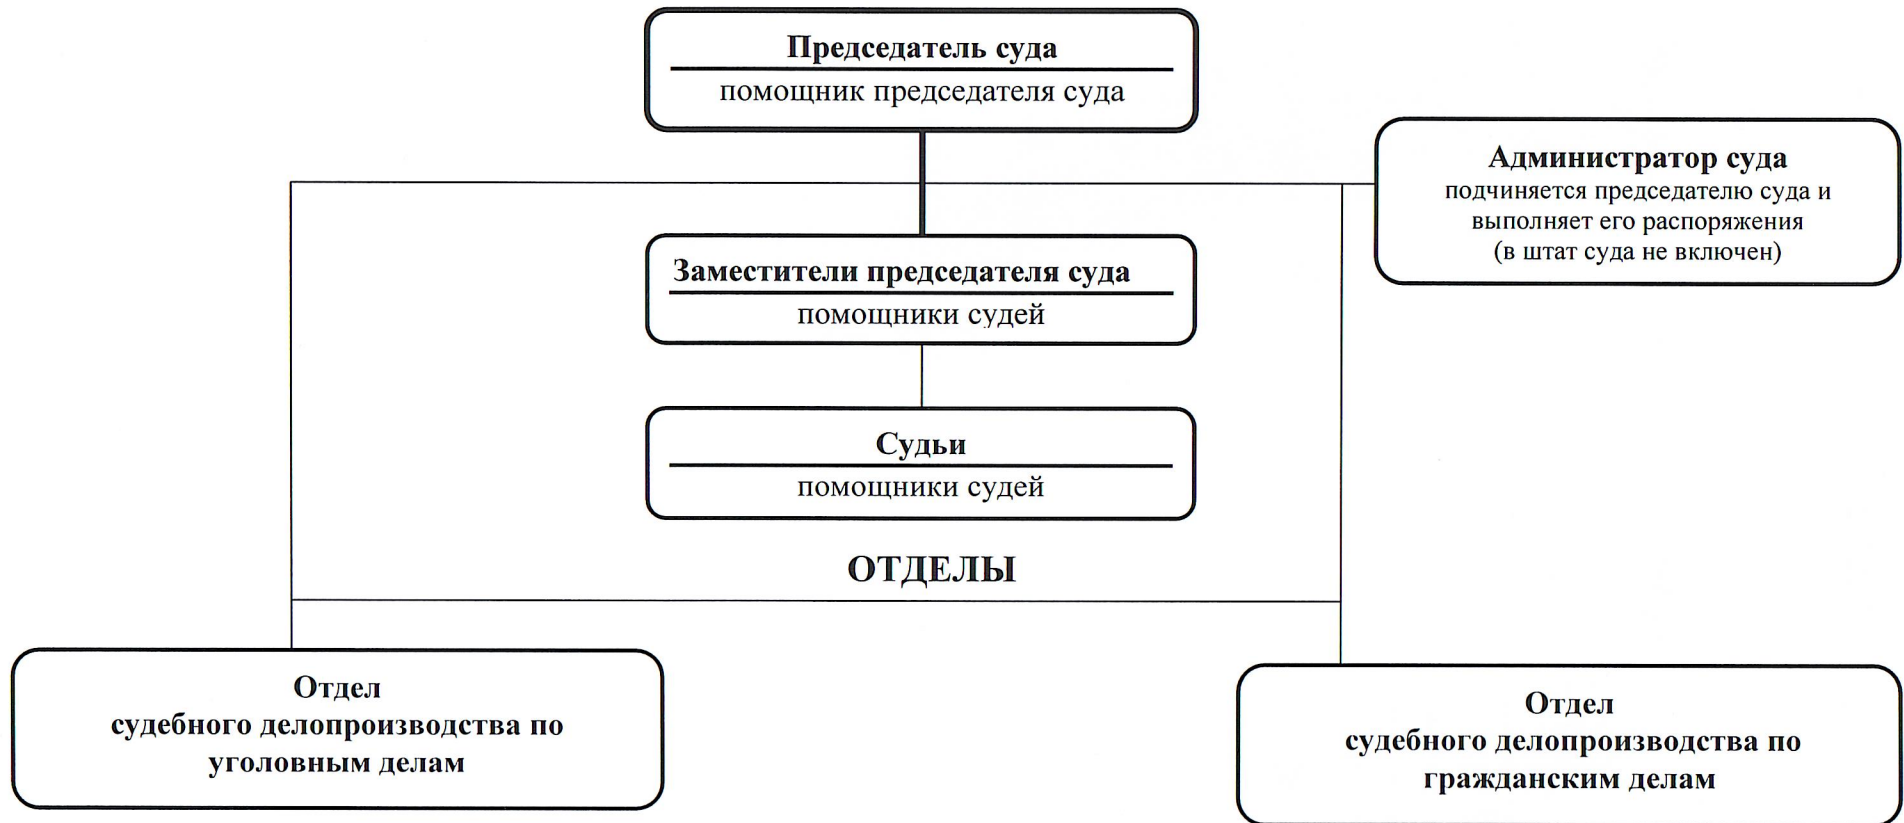 Председатель суда
помощник председателя суда
Администратор суда
подчиняется председателю суда и
выполняет его распоряжения
(в штат суда не включен)
Заместители председателя суда
помощники судей
Судьи
помощники судей
ОТДЕЛЫ
Отдел
судебного делопроизводства по
уголовным делам
Отдел
судебного делопроизводства по
гражданским делам